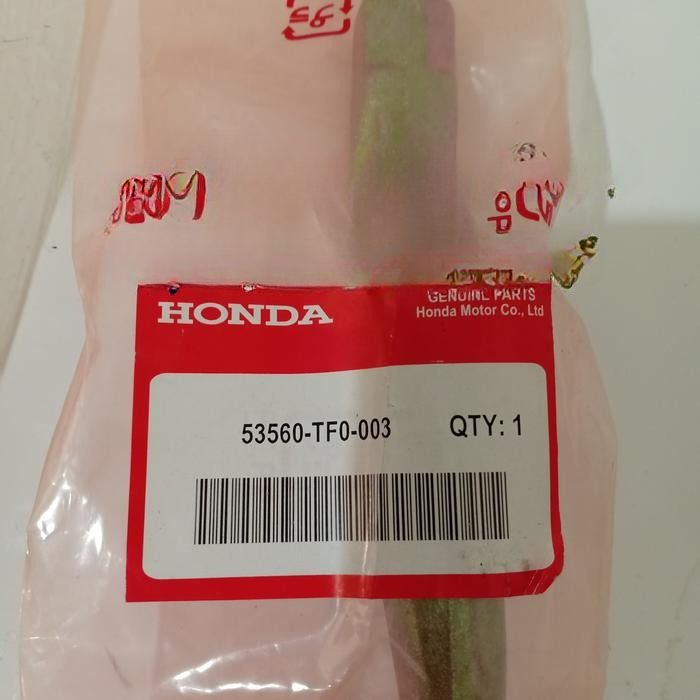 HONDA
GENUINE PARTS
Honda Motor Co., Ltd
53560-TF0-003 QTY: 1